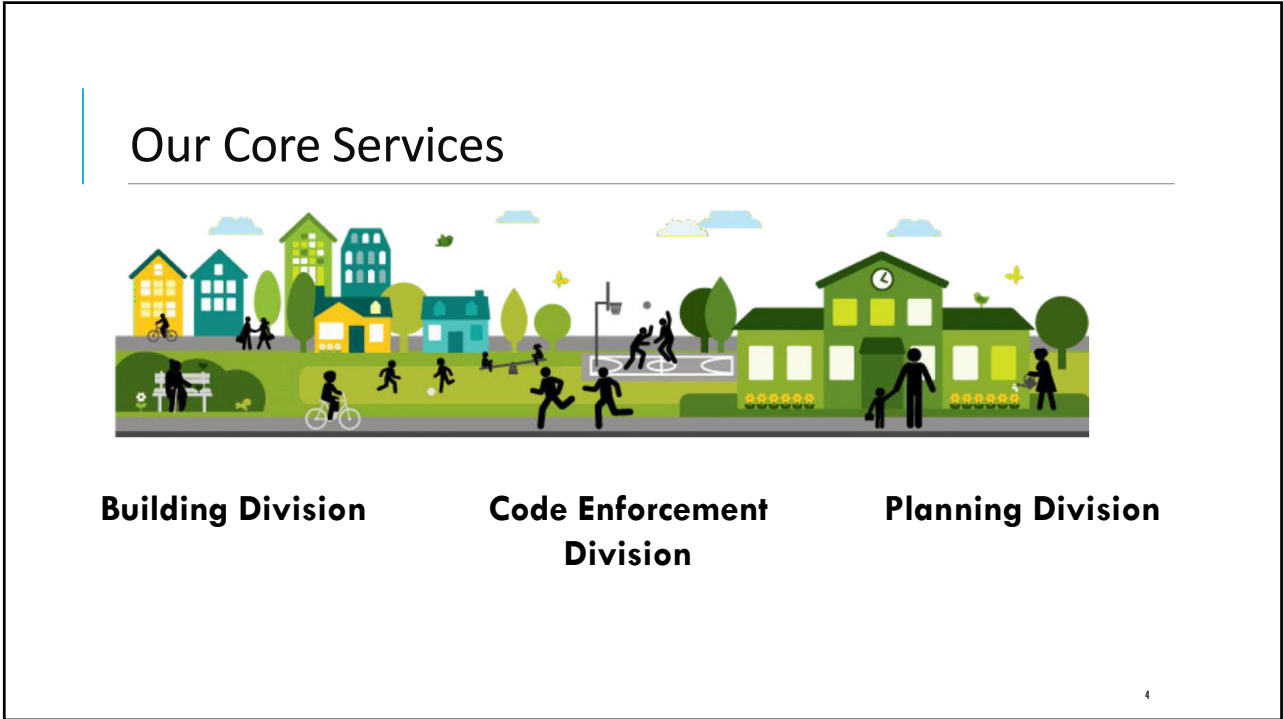 Our Core Services
Building Division
Code Enforcement
Division
Planning Division
4